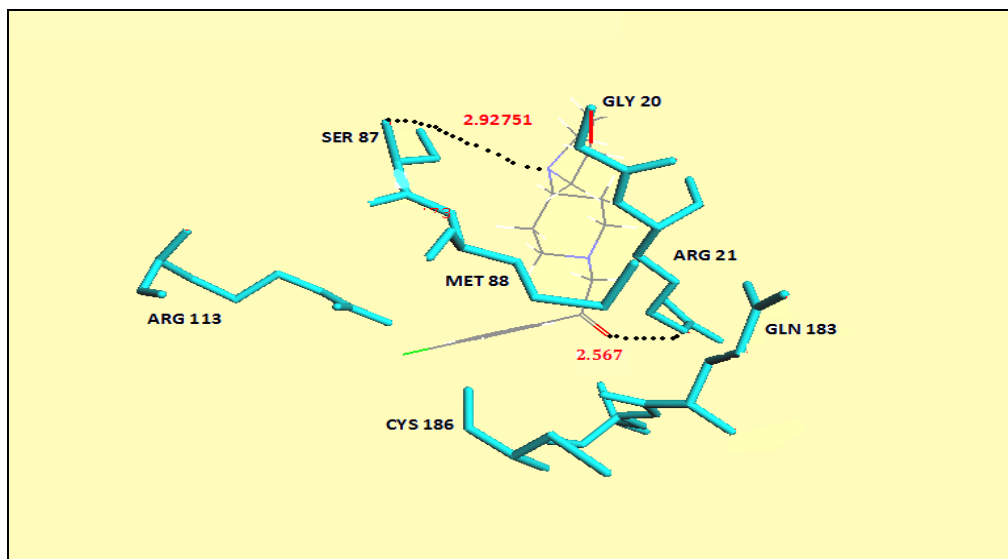 GLY 20
2.92751
SER 87
ARG 21
MET 88
ARG 113
GLN 183
2.567
CYS 186